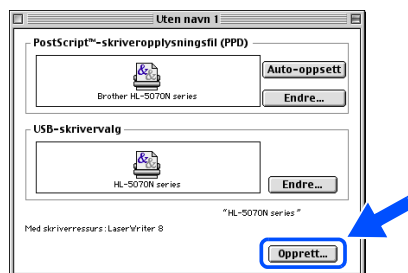 Uten navn 1
PostScript™-skriveropplysningsfil (PPD)
Auto-oppsett
Brother HL-5070N series
Endre...
USB-skrivervalg
HL-5070N series
Endre...
"HL-5070N series "
Med skriverressurs: LaserWriter 8
Opprett...